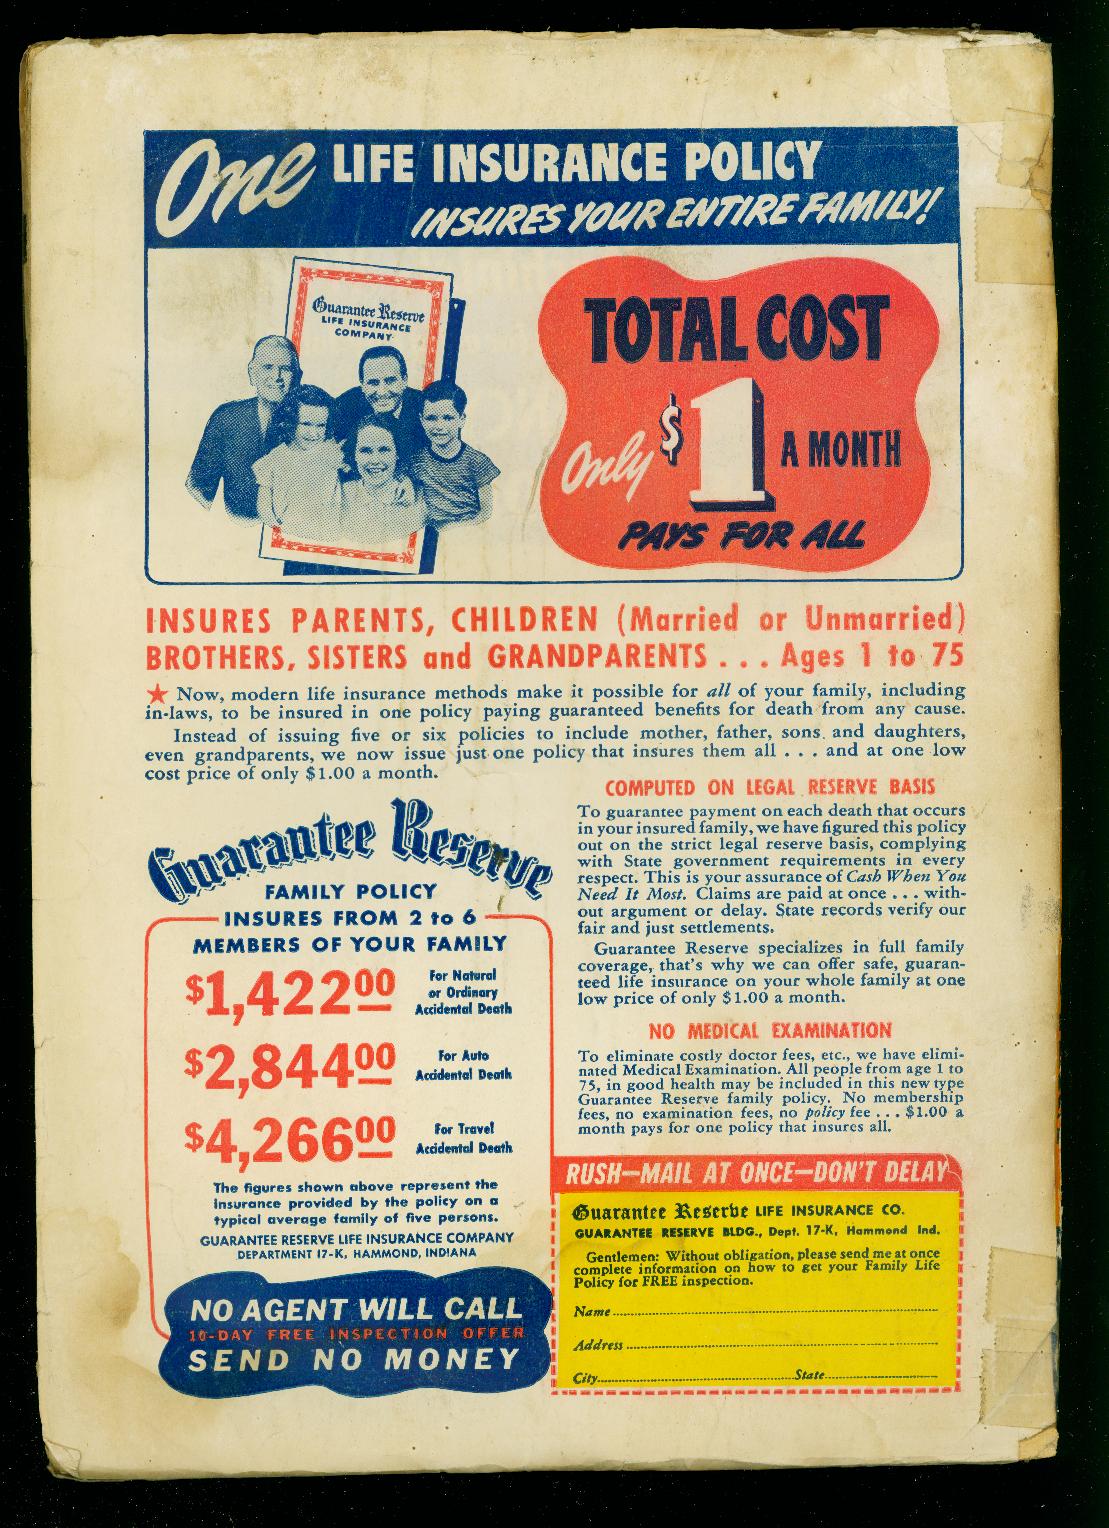 One LIFE INSURANCE POLICY
INSURES YOUR ENTIRE FAMILY!
Guarantee Reserve
LIFE INSURANCE
COMPANY
TOTAL COST
Only $1 A MONTH
PAYS FOR ALL
INSURES PARENTS, CHILDREN (Married or Unmarried)
BROTHERS, SISTERS and GRANDPARENTS . . . Ages 1 to 75
★ Now, modern life insurance methods make it possible for all of your family, including
in-laws, to be insured in one policy paying guaranteed benefits for death from any cause.
Instead of issuing five or six policies to include mother, father, sons and daughters,
even grandparents, we now issue just one policy that insures them all . . . and at one low
cost price of only $1.00 a month.
Guarantee Reserve
FAMILY POLICY
INSURES FROM 2 to 6
MEMBERS OF YOUR FAMILY
$1,422.00
For Natural
or Ordinary
Accidental Death
$2,844.00
For Auto
Accidental Death
$4,266.00
For Travel
Accidental Death
The figures shown above represent the
insurance provided by the policy on a
typical average family of five persons.
GUARANTEE RESERVE LIFE INSURANCE COMPANY
DEPARTMENT 17-K, HAMMOND, INDIANA
NO AGENT WILL CALL
10-DAY FREE INSPECTION OFFER
SEND NO MONEY
COMPUTED ON LEGAL RESERVE BASIS
To guarantee payment on each death that occurs
in your insured family, we have figured this policy
out on the strict legal reserve basis, complying
with State government requirements in every
respect. This is your assurance of Cash When You
Need It Most. Claims are paid at once . . . with-
out argument or delay. State records verify our
fair and just settlements.
Guarantee Reserve specializes in full family
coverage, that's why we can offer safe, guaran-
teed life insurance on your whole family at one
low price of only $1.00 a month.
NO MEDICAL EXAMINATION
To eliminate costly doctor fees, etc., we have elimi-
nated Medical Examination. All people from age 1 to
75, in good health may be included in this new type
Guarantee Reserve family policy. No membership
fees, no examination fees, no policy fee . . . $1.00 a
month pays for one policy that insures all.
RUSH—MAIL AT ONCE—DON'T DELAY
Guarantee Reserve LIFE INSURANCE CO.
GUARANTEE RESERVE BLDG., Dept. 17-K, Hammond Ind.
Gentlemen: Without obligation, please send me at once
complete information on how to get your Family Life
Policy for FREE inspection.
Name
Address
City State